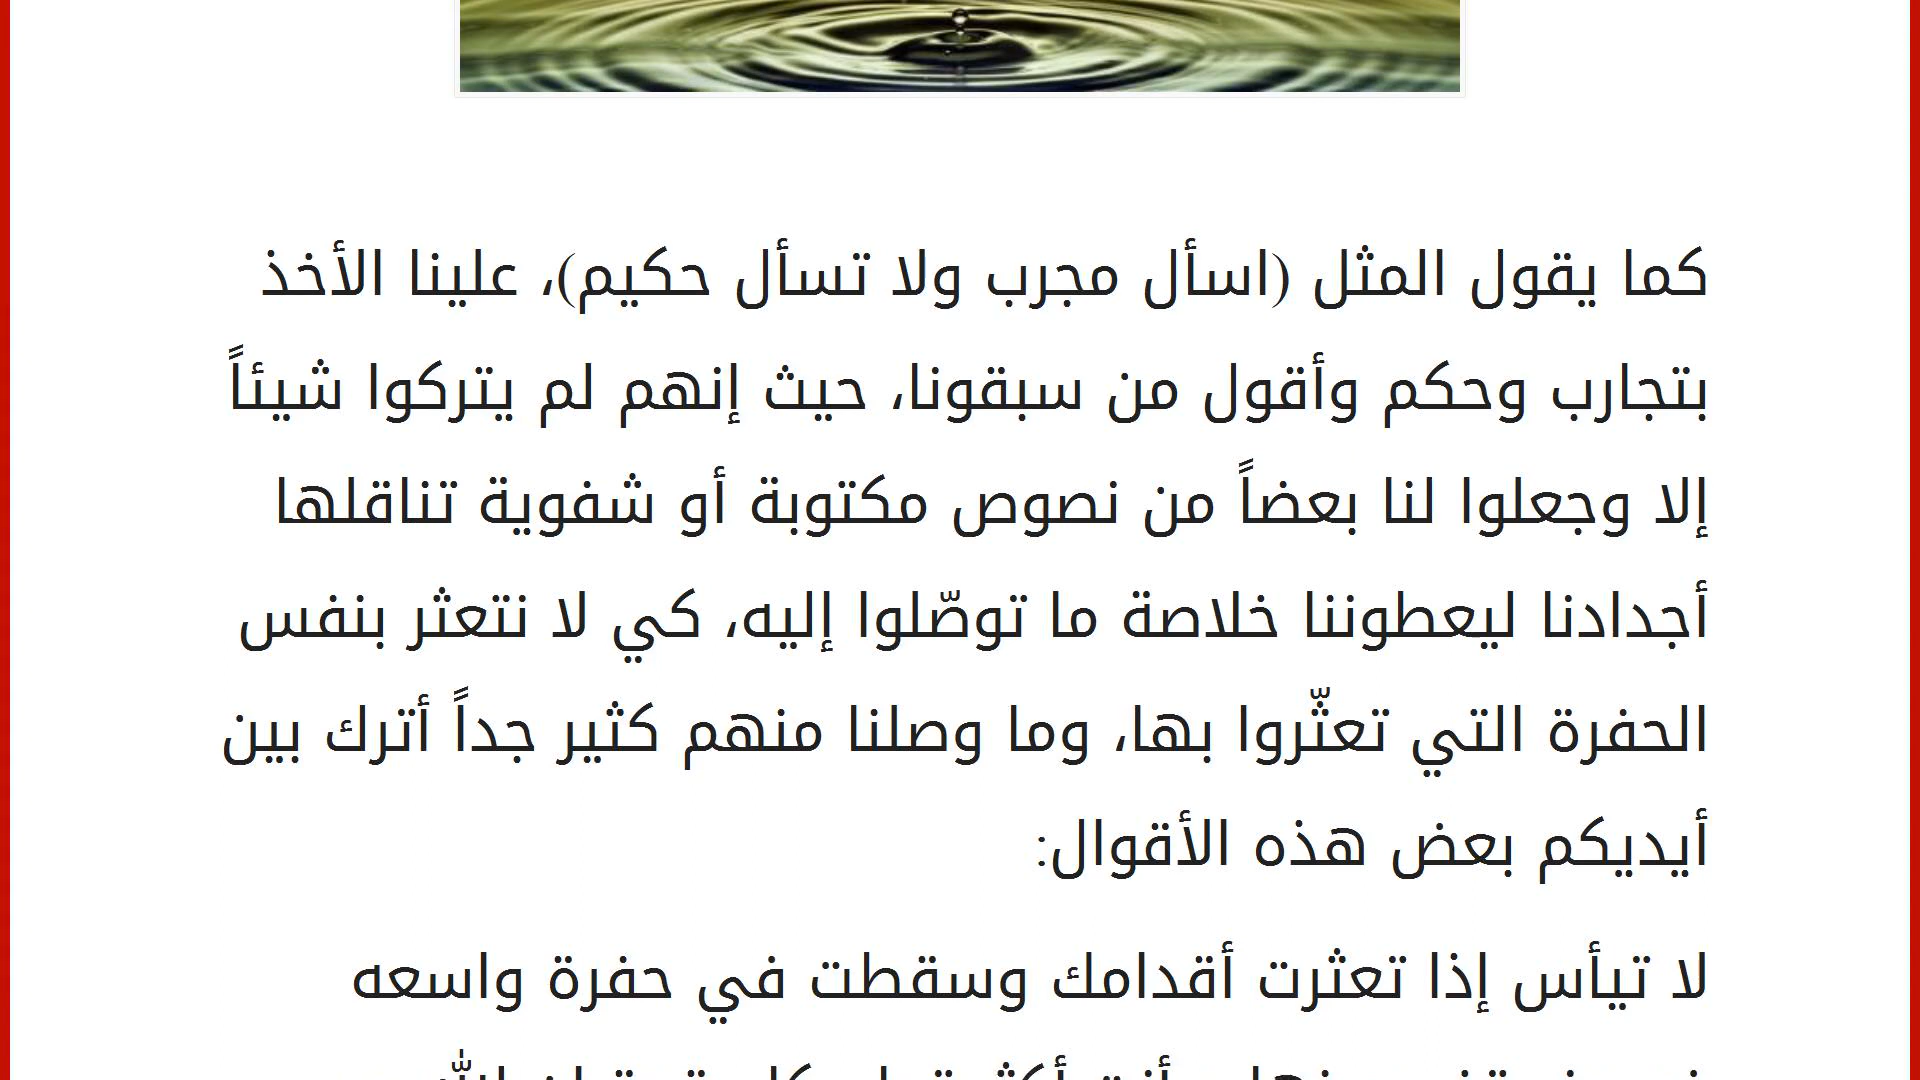 كما يقول المثل (اسأل مجرب ولا تسأل حكيم)، علينا الأخذ
بتجارب وحكم وأقول من سبقونا، حيث إنهم لم يتركوا شيئاً
إلا وجعلوا لنا بعضاً من نصوص مكتوبة أو شفوية تناقلها
أجدادنا ليعطوننا خلاصة ما توصّلوا إليه، كي لا نتعثر بنفس
الحفرة التي تعثّروا بها، وما وصلنا منهم كثير جداً أترك بين
أيديكم بعض هذه الأقوال:
لا تيأس إذا تعثرت أقدامك وسقطت في حفرة واسعه